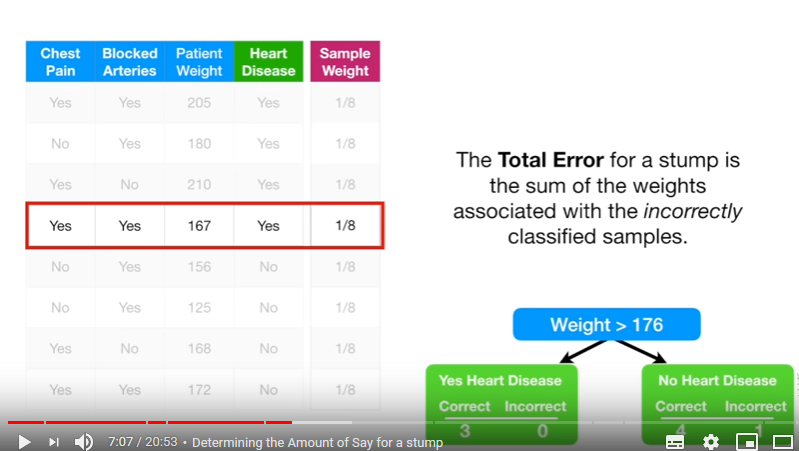 Chest Pain Blocked Arteries Patient Weight Heart Disease Sample Weight
Yes Yes 205 Yes 1/8
No Yes 180 Yes 1/8
Yes No 210 Yes 1/8
Yes Yes 167 Yes 1/8
No Yes 156 No 1/8
No Yes 125 No 1/8
Yes No 168 No 1/8
Yes Yes 172 No 1/8
The Total Error for a stump is
the sum of the weights
associated with the incorrectly
classified samples.
Weight > 176
Yes Heart Disease
Correct Incorrect
3 0
No Heart Disease
Correct Incorrect
4 1
7:07 / 20:53 • Determining the Amount of Say for a stump